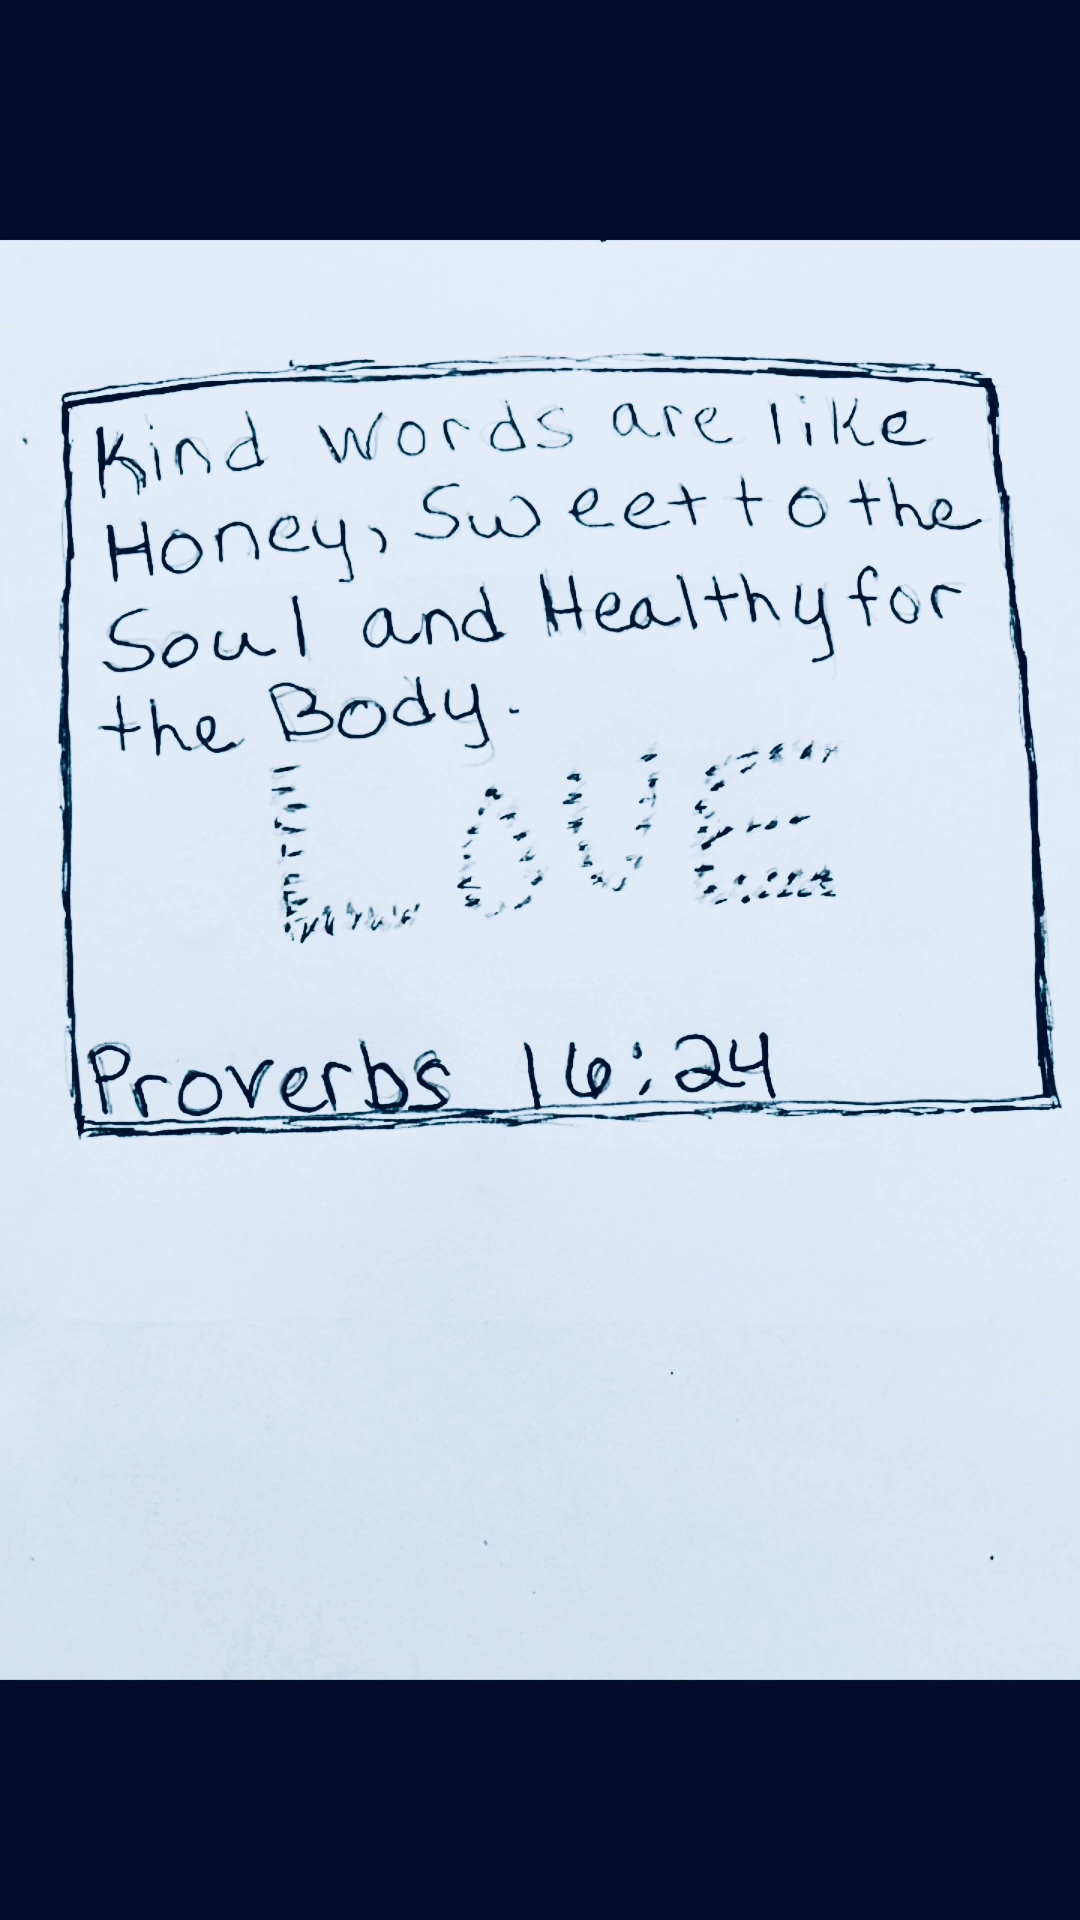 Kind words are like
Honey, Sweet to the
Soul and Healthy for
the Body.
LOVE
Proverbs 16:24